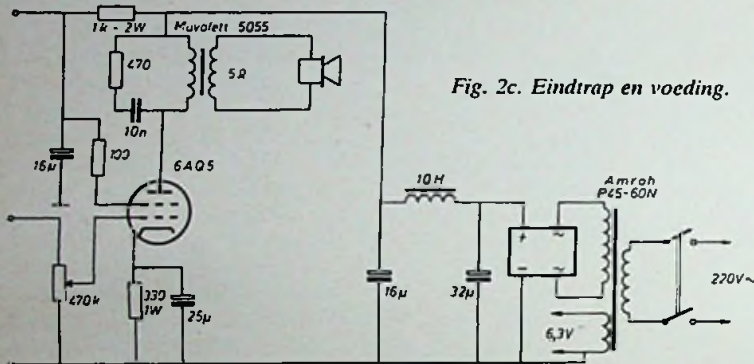 1k - 2W
Muvolett 5055
470
5Ω
10n
16μ
100
6AQ5
470k
330
1W
25μ
Fig. 2c. Eindtrap en voeding.
10H
Amroh
P45-60N
+
~
-
~
16μ
32μ
6,3V
220V~